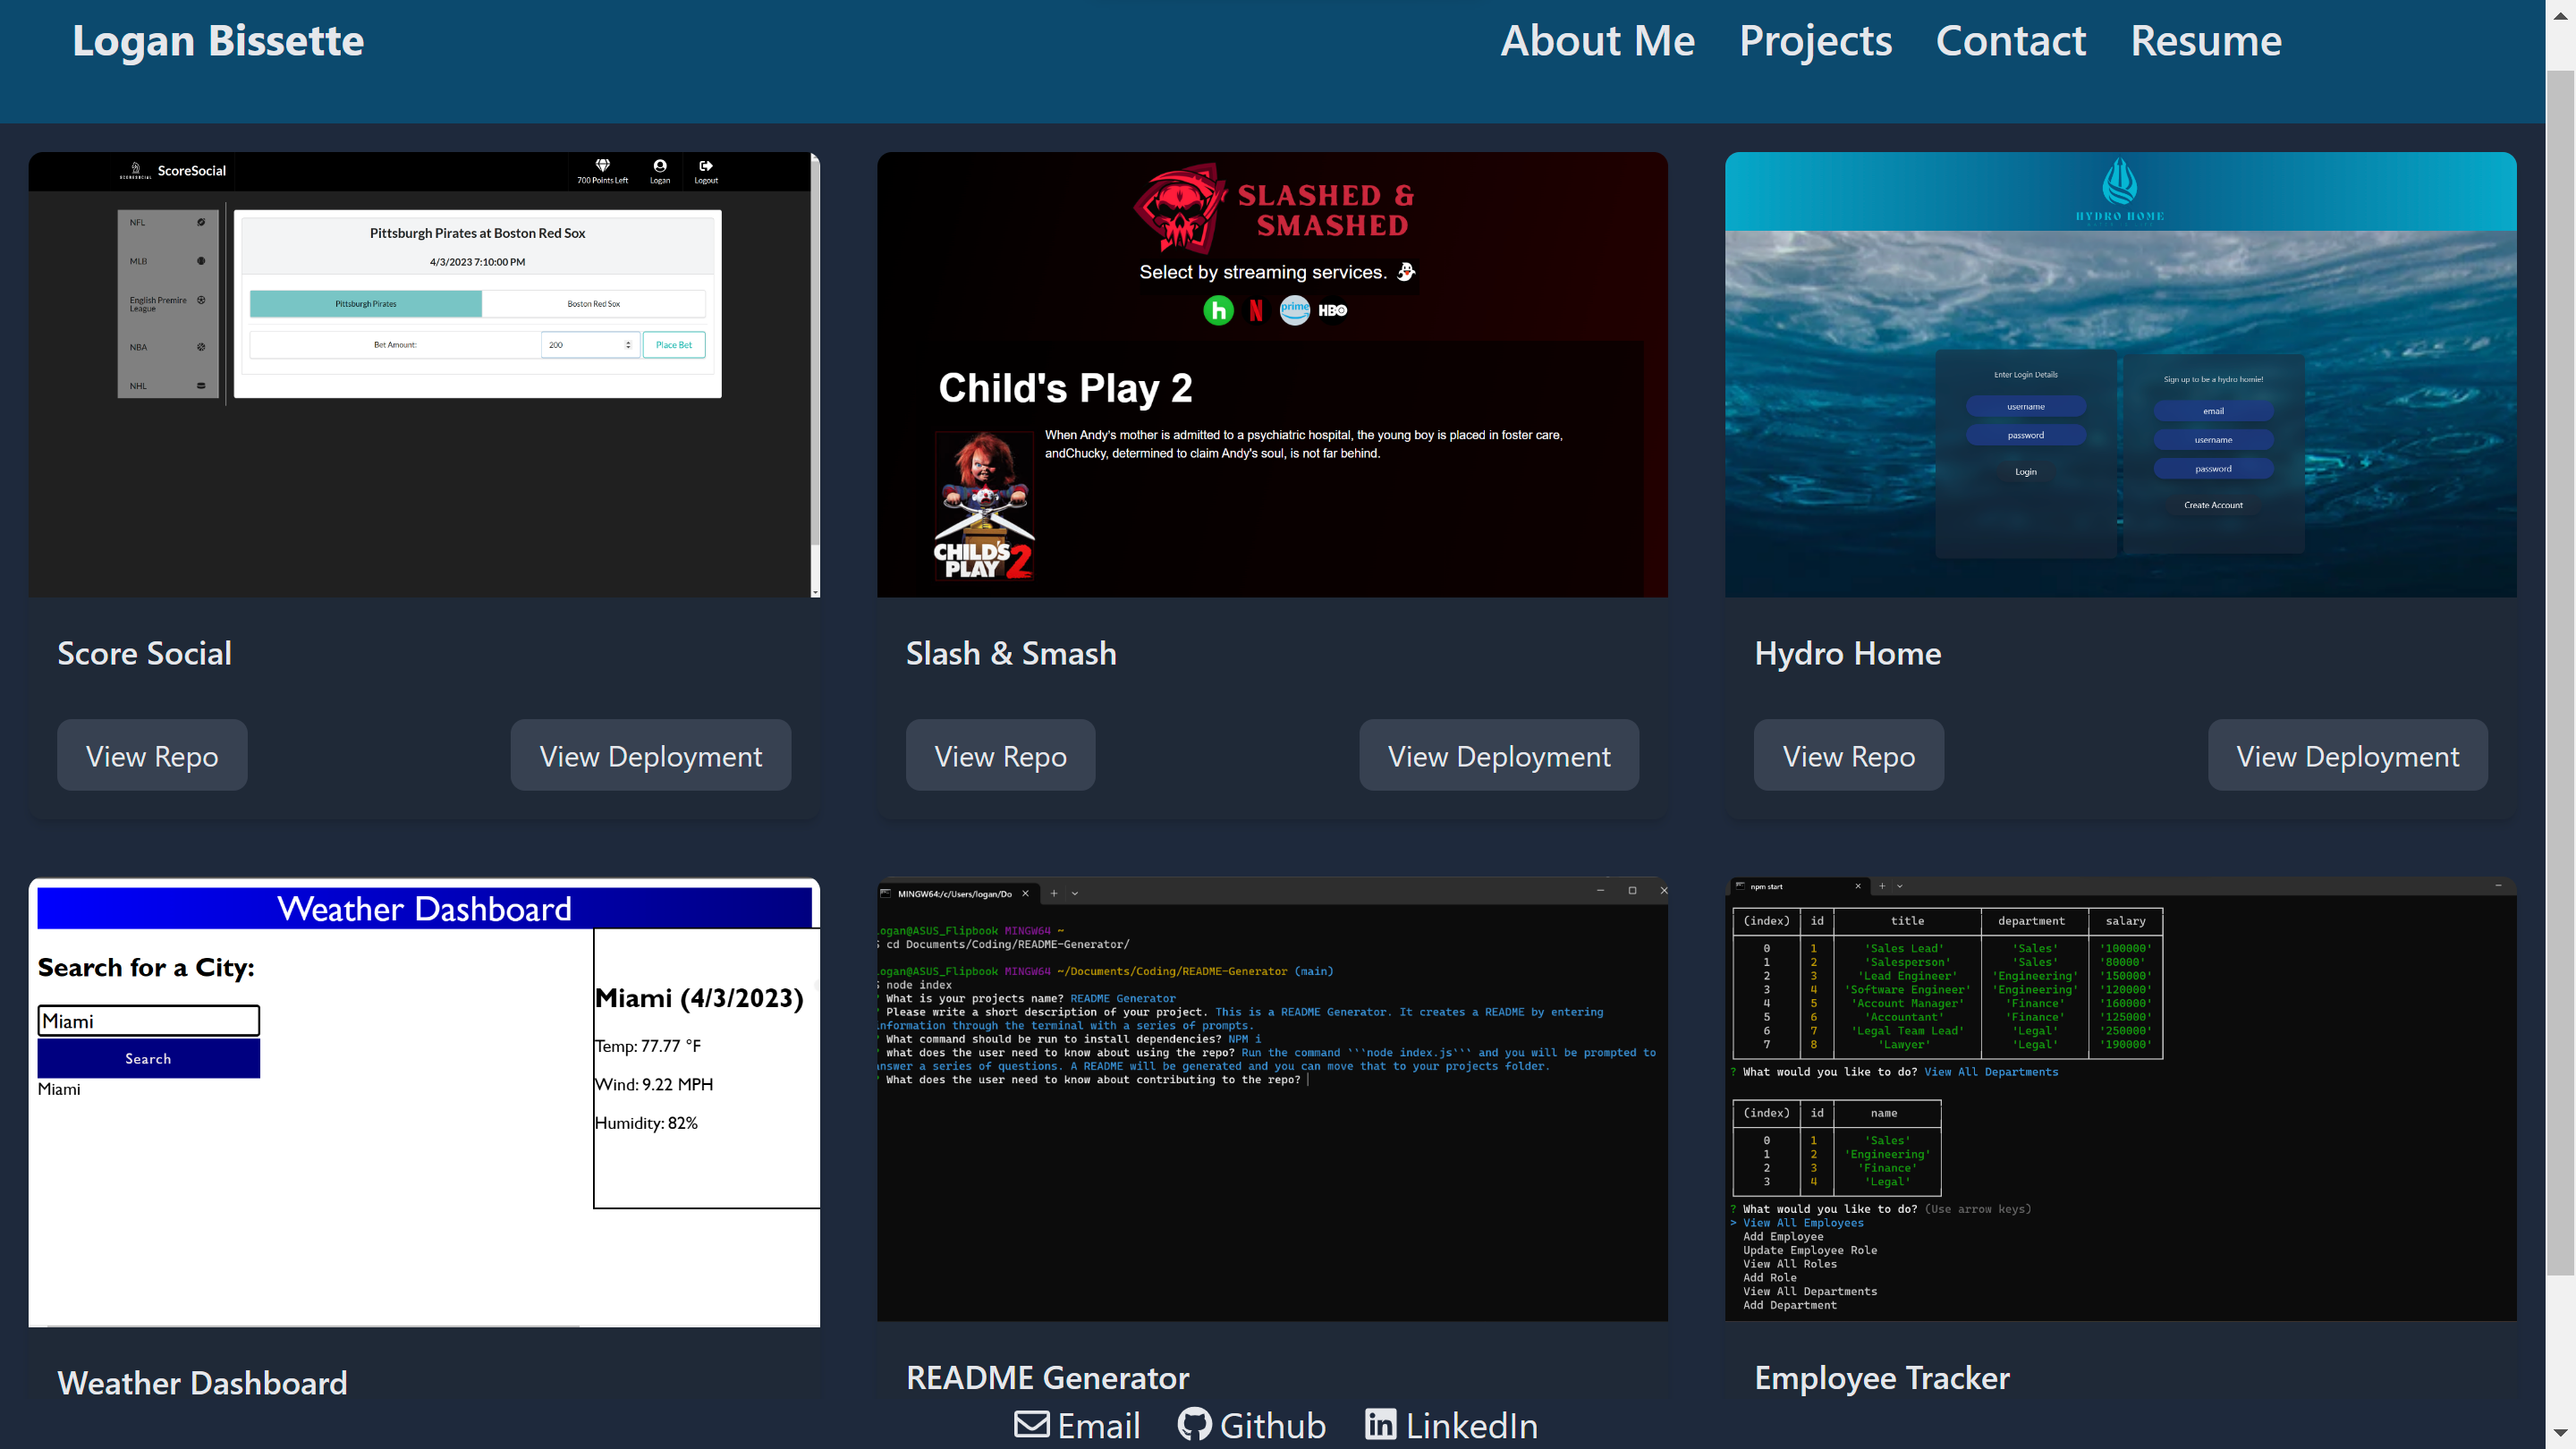 Logan Bissette
About Me Projects Contact Resume
ScoreSocial
700 Points Left Logan Logout
NFL
MLB
English Premire
League
NBA
NHL
Pittsburgh Pirates at Boston Red Sox
4/3/2023 7:10:00 PM
Pittsburgh Pirates Boston Red Sox
Bet Amount: 200 Place Bet
Score Social
View Repo View Deployment
SLASHED &
SMASHED
Select by streaming services.
h N prime HBO
Child's Play 2
When Andy's mother is admitted to a psychiatric hospital, the young boy is placed in foster care,
andChucky, determined to claim Andy's soul, is not far behind.
CHILD'S
PLAY 2
Slash & Smash
View Repo View Deployment
HYDRO HOME
Enter Login Details
username
password
Login
Sign up to be a hydro homie!
email
username
password
Create Account
Hydro Home
View Repo View Deployment
Weather Dashboard
Search for a City:
Miami
Search
Miami
Miami (4/3/2023)
Temp: 77.77 °F
Wind: 9.22 MPH
Humidity: 82%
Weather Dashboard
MINGW64:/c/Users/logan/Do
logan@ASUS_Flipbook MINGW64 ~
$ cd Documents/Coding/README-Generator/
logan@ASUS_Flipbook MINGW64 ~/Documents/Coding/README-Generator (main)
$ node index
? What is your projects name? README Generator
? Please write a short description of your project. This is a README Generator. It creates a README by entering
information through the terminal with a series of prompts.
? What command should be run to install dependencies? NPM i
? what does the user need to know about using the repo? Run the command ```node index.js``` and you will be prompted to
answer a series of questions. A README will be generated and you can move that to your projects folder.
? What does the user need to know about contributing to the repo?
README Generator
npm start
(index) id title department salary
0 1 'Sales Lead' 'Sales' '100000'
1 2 'Salesperson' 'Sales' '80000'
2 3 'Lead Engineer' 'Engineering' '150000'
3 4 'Software Engineer' 'Engineering' '120000'
4 5 'Account Manager' 'Finance' '160000'
5 6 'Accountant' 'Finance' '125000'
6 7 'Legal Team Lead' 'Legal' '250000'
7 8 'Lawyer' 'Legal' '190000'
? What would you like to do? View All Departments
(index) id name
0 1 'Sales'
1 2 'Engineering'
2 3 'Finance'
3 4 'Legal'
? What would you like to do? (Use arrow keys)
> View All Employees
Add Employee
Update Employee Role
View All Roles
Add Role
View All Departments
Add Department
Employee Tracker
Email Github LinkedIn